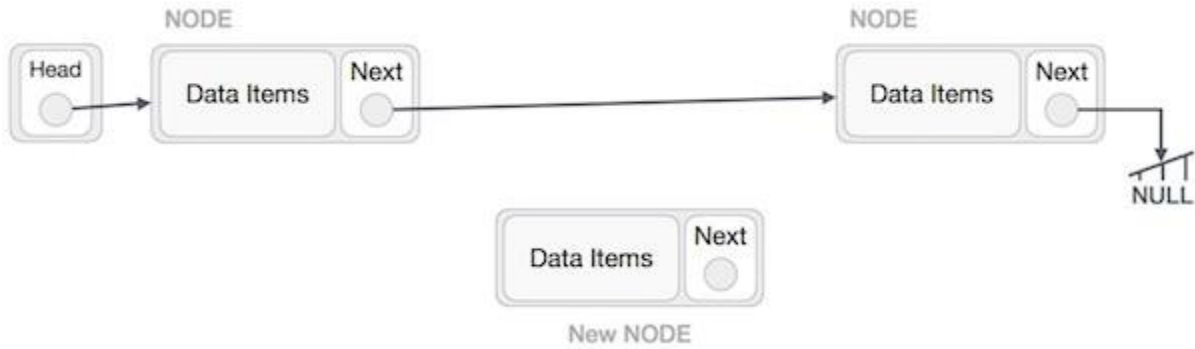 NODE
NODE
Head
Data Items
Next
Data Items
Next
NULL
Data Items
Next
New NODE